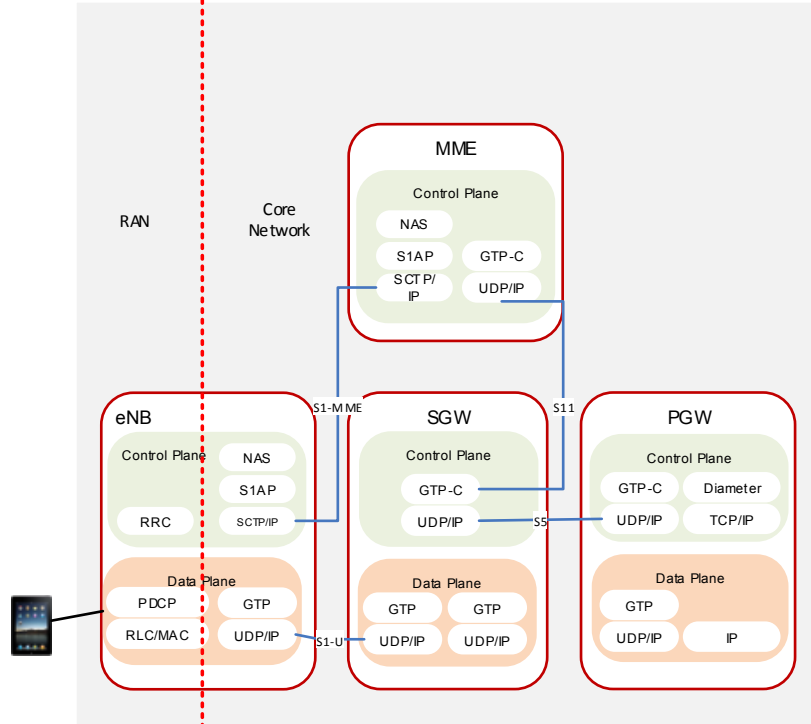 MME
Control Plane
NAS
S1AP
GTP-C
SCTP/
IP
UDP/IP
RAN
Core
Network
S1-MME
S11
eNB
Control Plane
NAS
S1AP
RRC
SCTP/IP
Data Plane
PDCP
GTP
RLC/MAC
UDP/IP
S1-U
SGW
Control Plane
GTP-C
UDP/IP
S5
Data Plane
GTP
GTP
UDP/IP
UDP/IP
PGW
Control Plane
GTP-C
Diameter
UDP/IP
TCP/IP
Data Plane
GTP
UDP/IP
IP